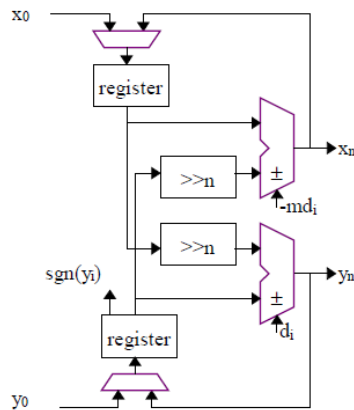 x0
register
xn
>>n
±
-mdi
>>n
sgn(yi)
yn
±
register
di
y0